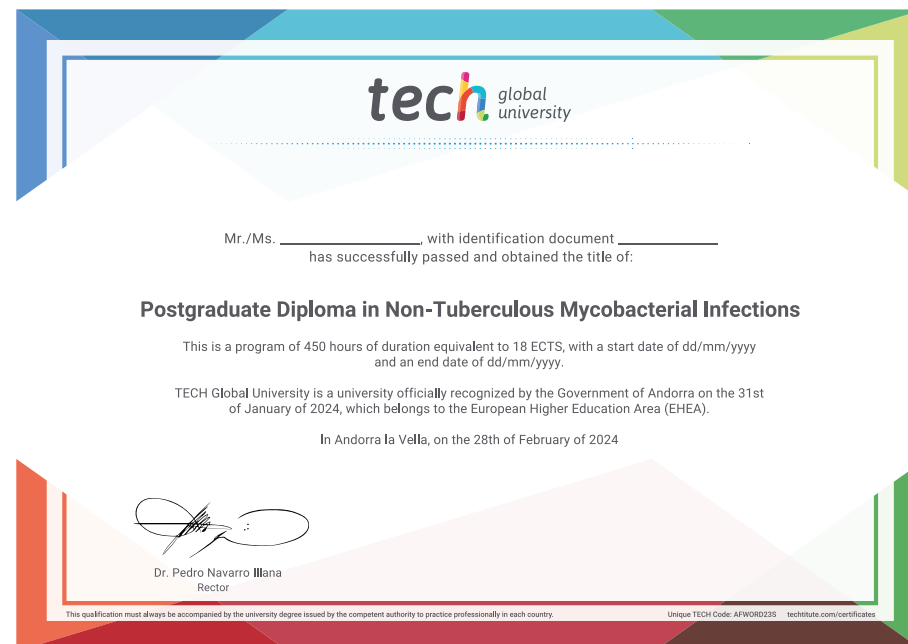 tech global university
Mr./Ms. ____________________, with identification document ______________
has successfully passed and obtained the title of:
Postgraduate Diploma in Non-Tuberculous Mycobacterial Infections
This is a program of 450 hours of duration equivalent to 18 ECTS, with a start date of dd/mm/yyyy
and an end date of dd/mm/yyyy.
TECH Global University is a university officially recognized by the Government of Andorra on the 31st
of January of 2024, which belongs to the European Higher Education Area (EHEA).
In Andorra la Vella, on the 28th of February of 2024
Dr. Pedro Navarro Illana
Rector
This qualification must always be accompanied by the university degree issued by the competent authority to practice professionally in each country.
Unique TECH Code: AFWORD23S techtitute.com/certificates